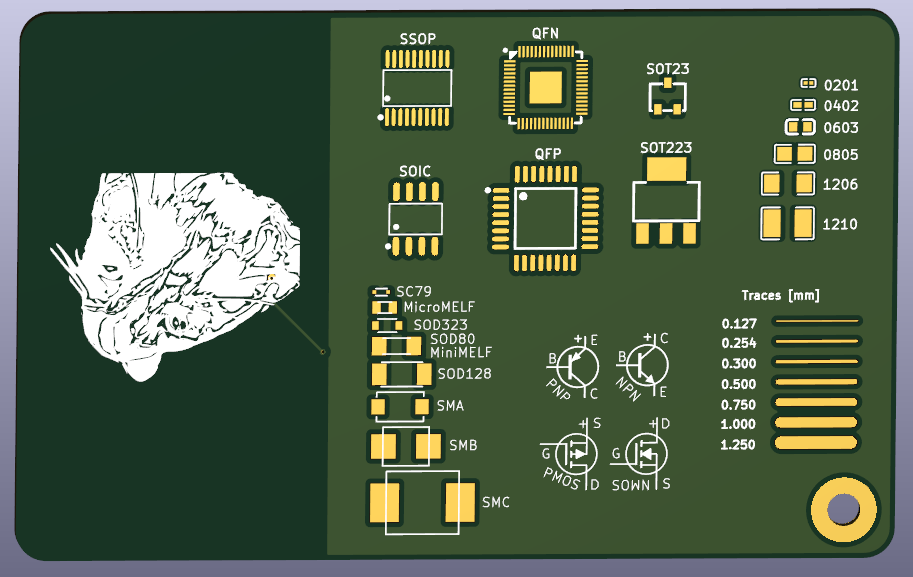 SSOP
QFN
SOT23
0201
0402
0603
0805
1206
1210
SOIC
QFP
SOT223
SC79
MicroMELF
SOD323
SOD80
MiniMELF
SOD128
SMA
SMB
SMC
+ E
B
C
PNP
+ C
B
E
NPN
+ S
G
D
PMOS
+ D
G
S
SOWN
Traces [mm]
0.127
0.254
0.300
0.500
0.750
1.000
1.250